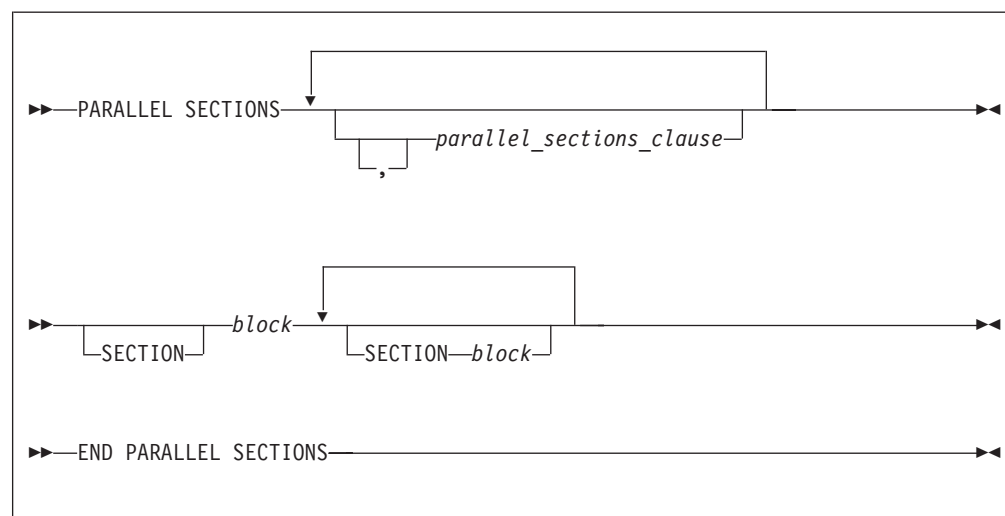 PARALLEL SECTIONS
parallel_sections_clause
,
block
SECTION
SECTION block
END PARALLEL SECTIONS